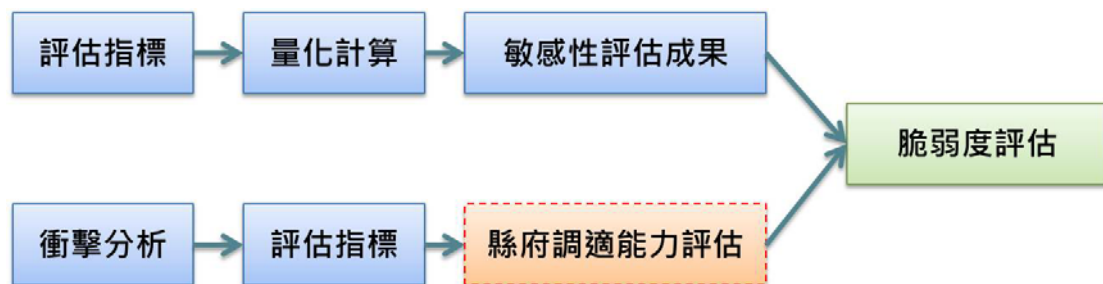 評估指標
量化計算
敏感性評估成果
脆弱度評估
衝擊分析
評估指標
縣府調適能力評估